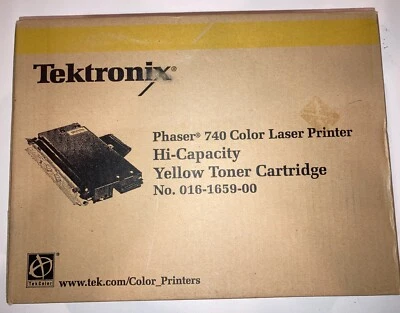 Tektronix®
Phaser® 740 Color Laser Printer
Hi-Capacity
Yellow Toner Cartridge
No. 016-1659-00
TekColor
www.tek.com/Color_Printers